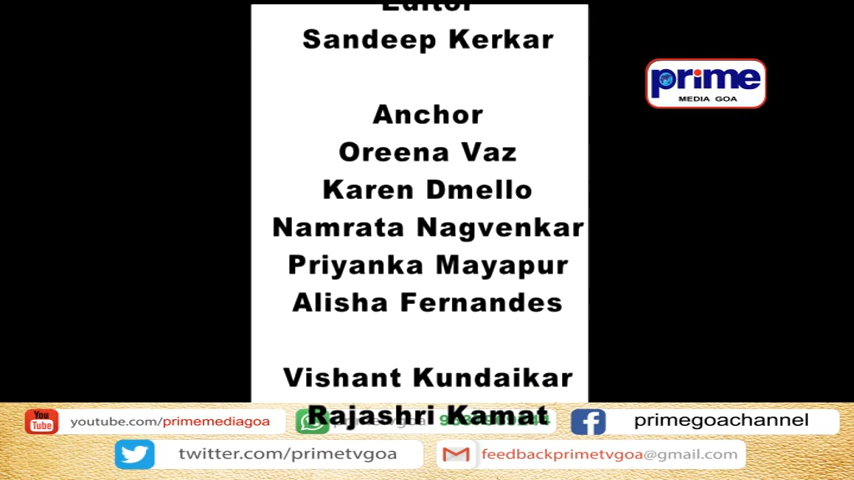 Editor
Sandeep Kerkar
prime
MEDIA GOA
Anchor
Oreena Vaz
Karen Dmello
Namrata Nagvenkar
Priyanka Mayapur
Alisha Fernandes
Vishant Kundaikar
Rajashri Kamat
You Tube youtube.com/primemediagoa
f primegoachannel
twitter.com/primetvgoa
feedbackprimetvgoa@gmail.com